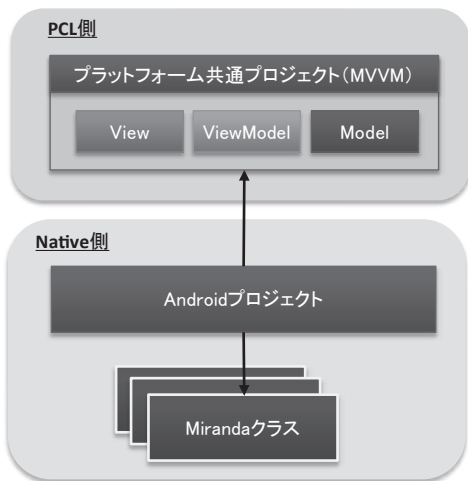 PCL側
プラットフォーム共通プロジェクト(MVVM)
View
ViewModel
Model
Native側
Androidプロジェクト
Mirandaクラス